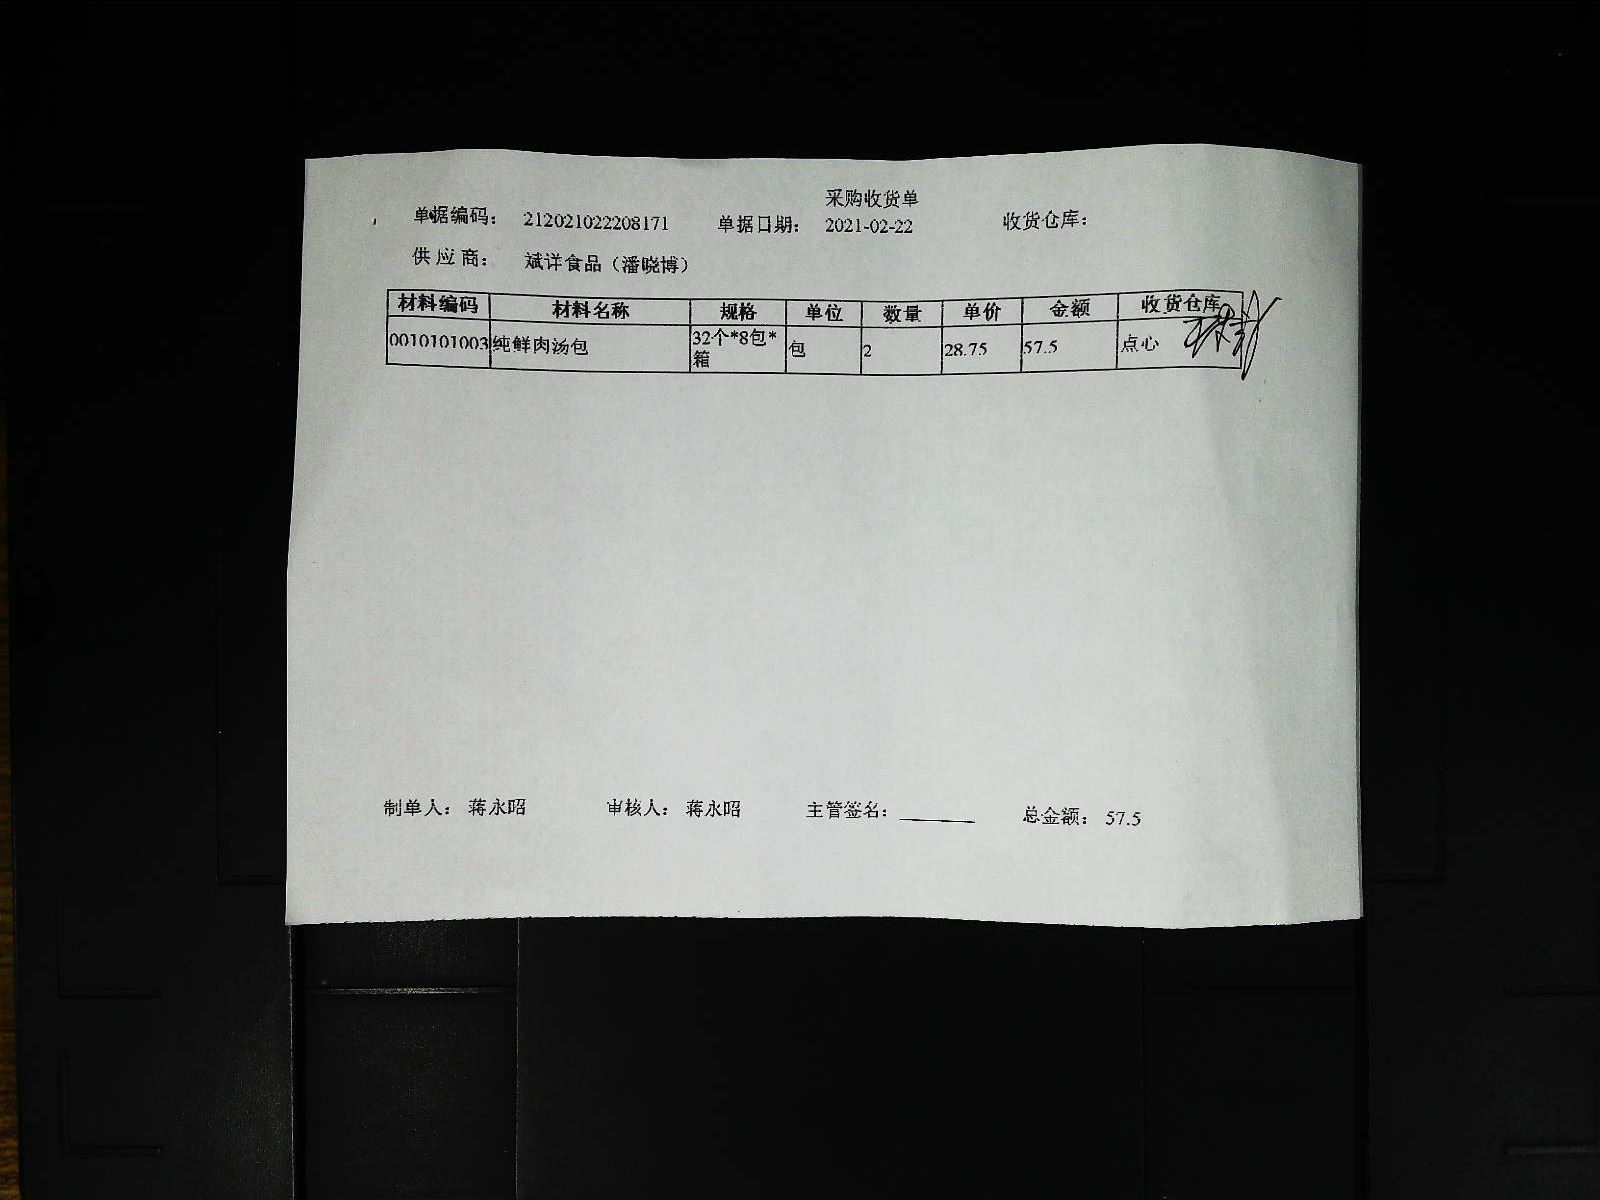 采购收货单
单据编码： 212021022208171 单据日期： 2021-02-22 收货仓库：
供应商： 斌详食品（潘晓博）
材料编码 材料名称 规格 单位 数量 单价 金额 收货仓库
0010101003 纯鲜肉汤包 32个*8包*箱 包 2 28.75 57.5 点心
制单人： 蒋永昭 审核人： 蒋永昭 主管签名： 总金额： 57.5